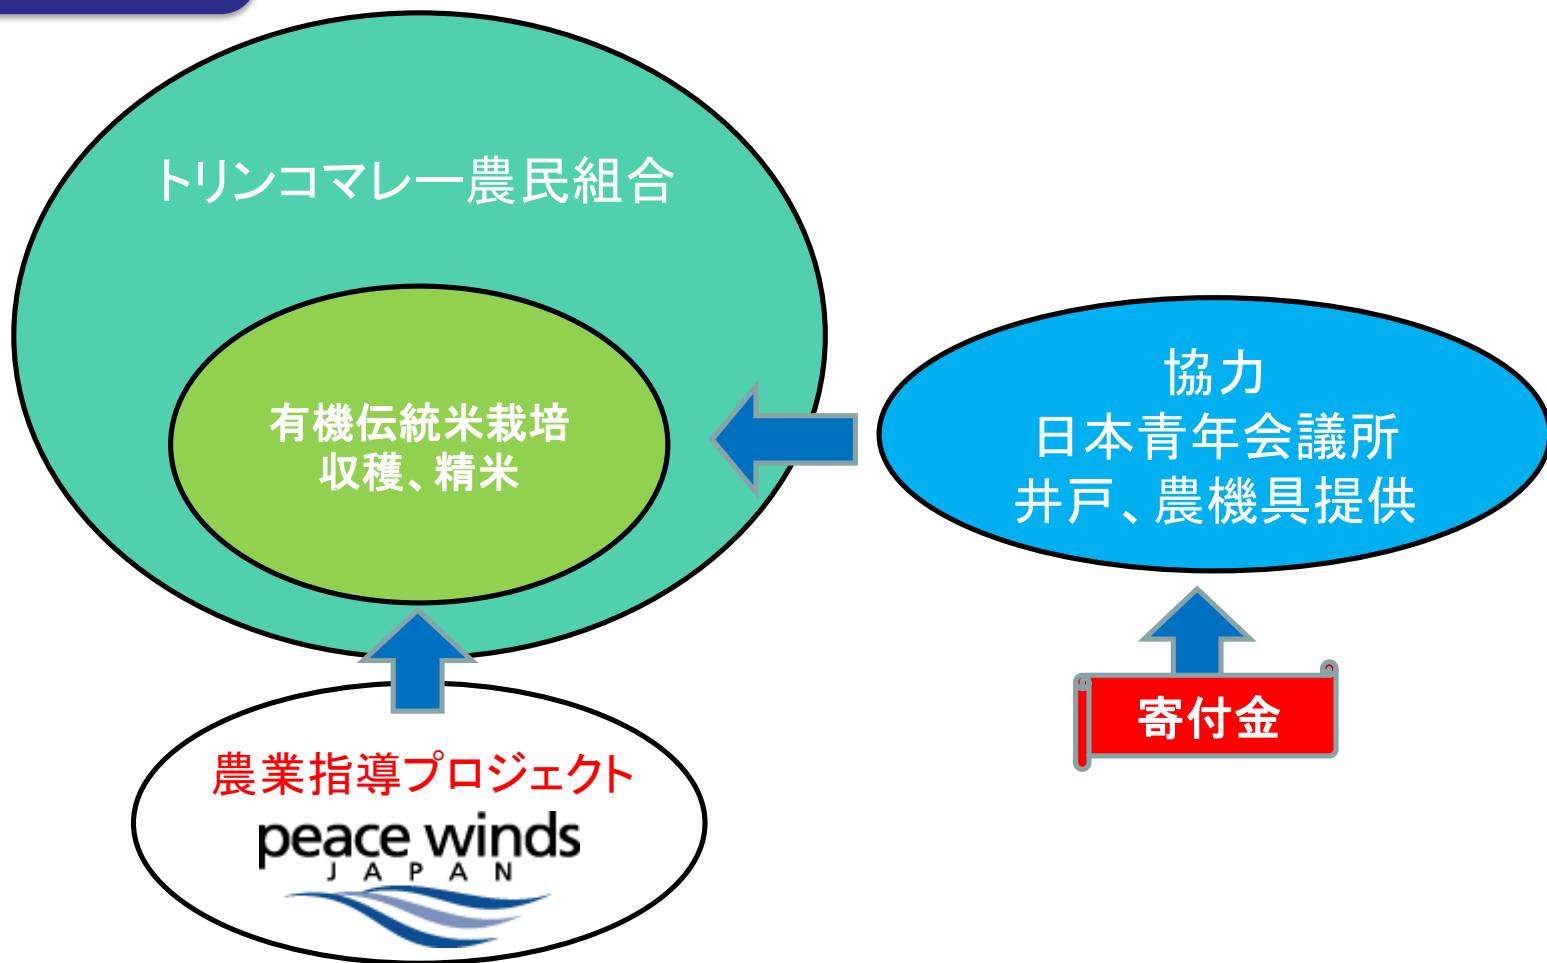 トリンコマレー農民組合
有機伝統米栽培
収穫、精米
協力
日本青年会議所
井戸、農機具提供
寄付金
農業指導プロジェクト
peace winds
JAPAN